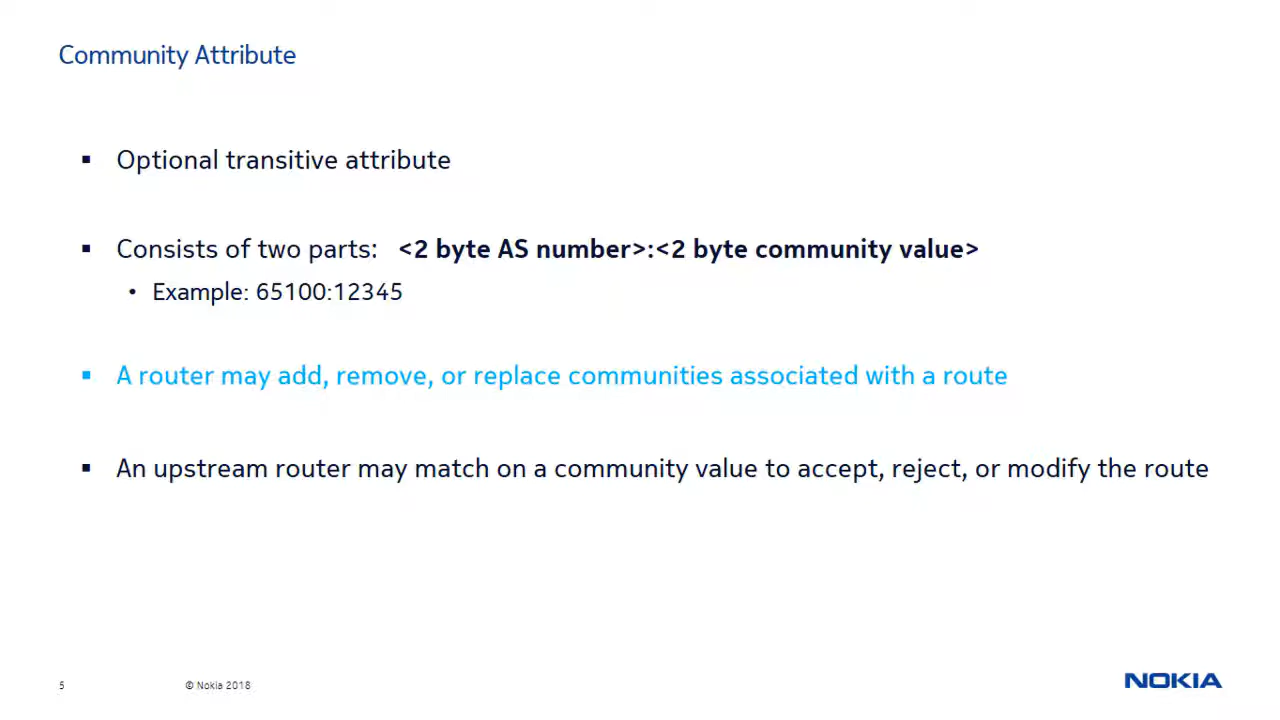 Community Attribute
▪ Optional transitive attribute
▪ Consists of two parts: <2 byte AS number>:<2 byte community value>
• Example: 65100:12345
▪ A router may add, remove, or replace communities associated with a route
▪ An upstream router may match on a community value to accept, reject, or modify the route
5 © Nokia 2018 NOKIA